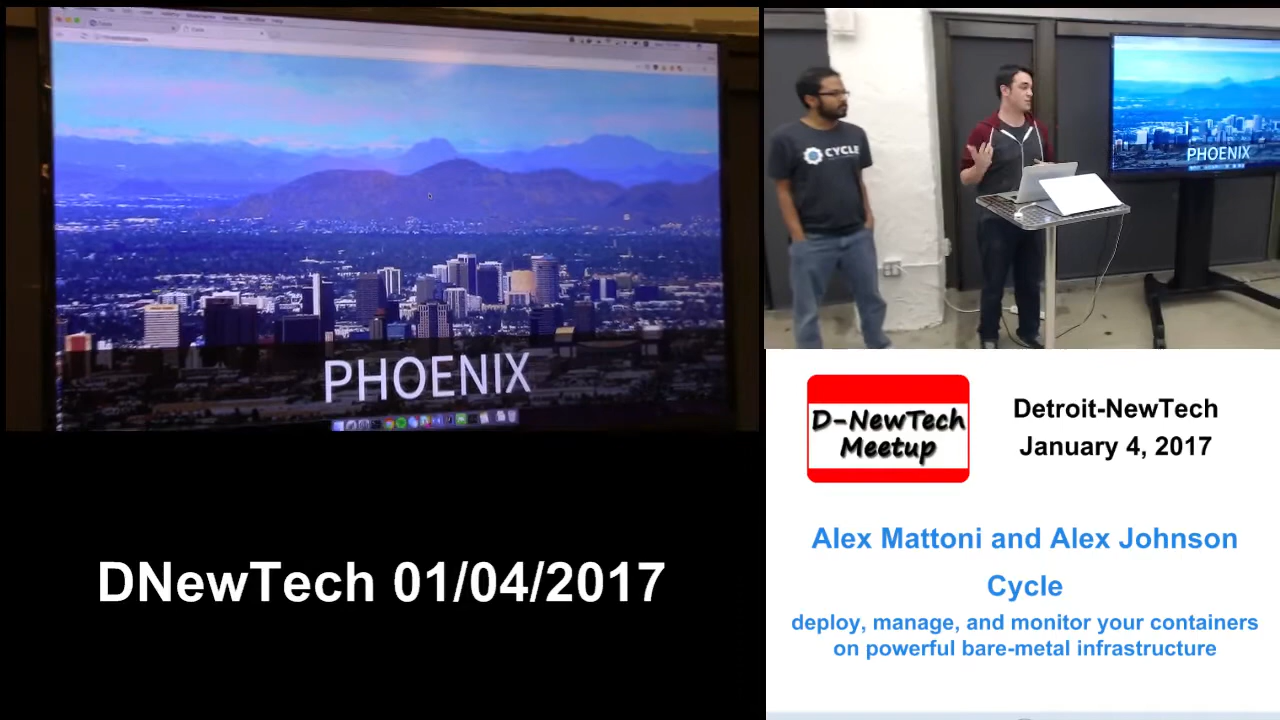 PHOENIX
CYCLE
PHOENIX
D-NewTech
Meetup
Detroit-NewTech
January 4, 2017
DNewTech 01/04/2017
Alex Mattoni and Alex Johnson
Cycle
deploy, manage, and monitor your containers
on powerful bare-metal infrastructure